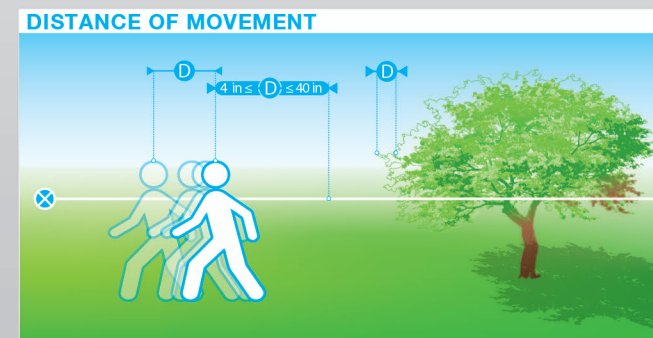 DISTANCE OF MOVEMENT
D
D
4 in ≤ D ≤ 40 in